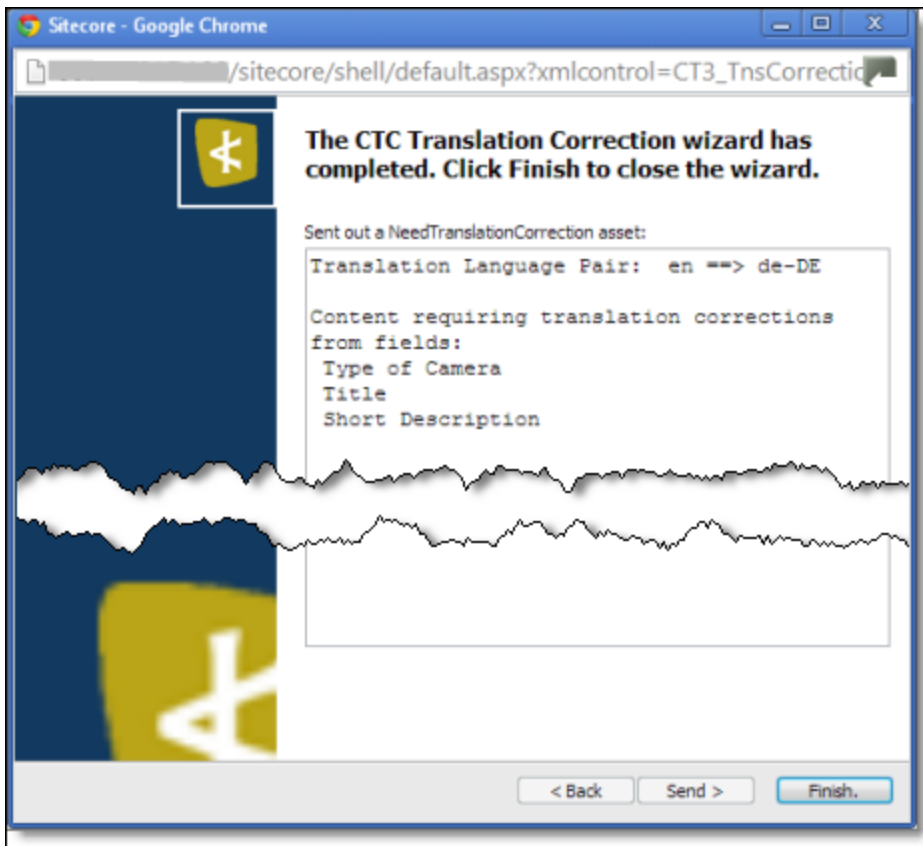 Sitecore - Google Chrome
/sitecore/shell/default.aspx?xmlcontrol=CT3_TnsCorrectio
The CTC Translation Correction wizard has
completed. Click Finish to close the wizard.
Sent out a NeedTranslationCorrection asset:
Translation Language Pair:  en ==> de-DE
Content requiring translation corrections
from fields:
Type of Camera
Title
Short Description
< Back
Send >
Finish.